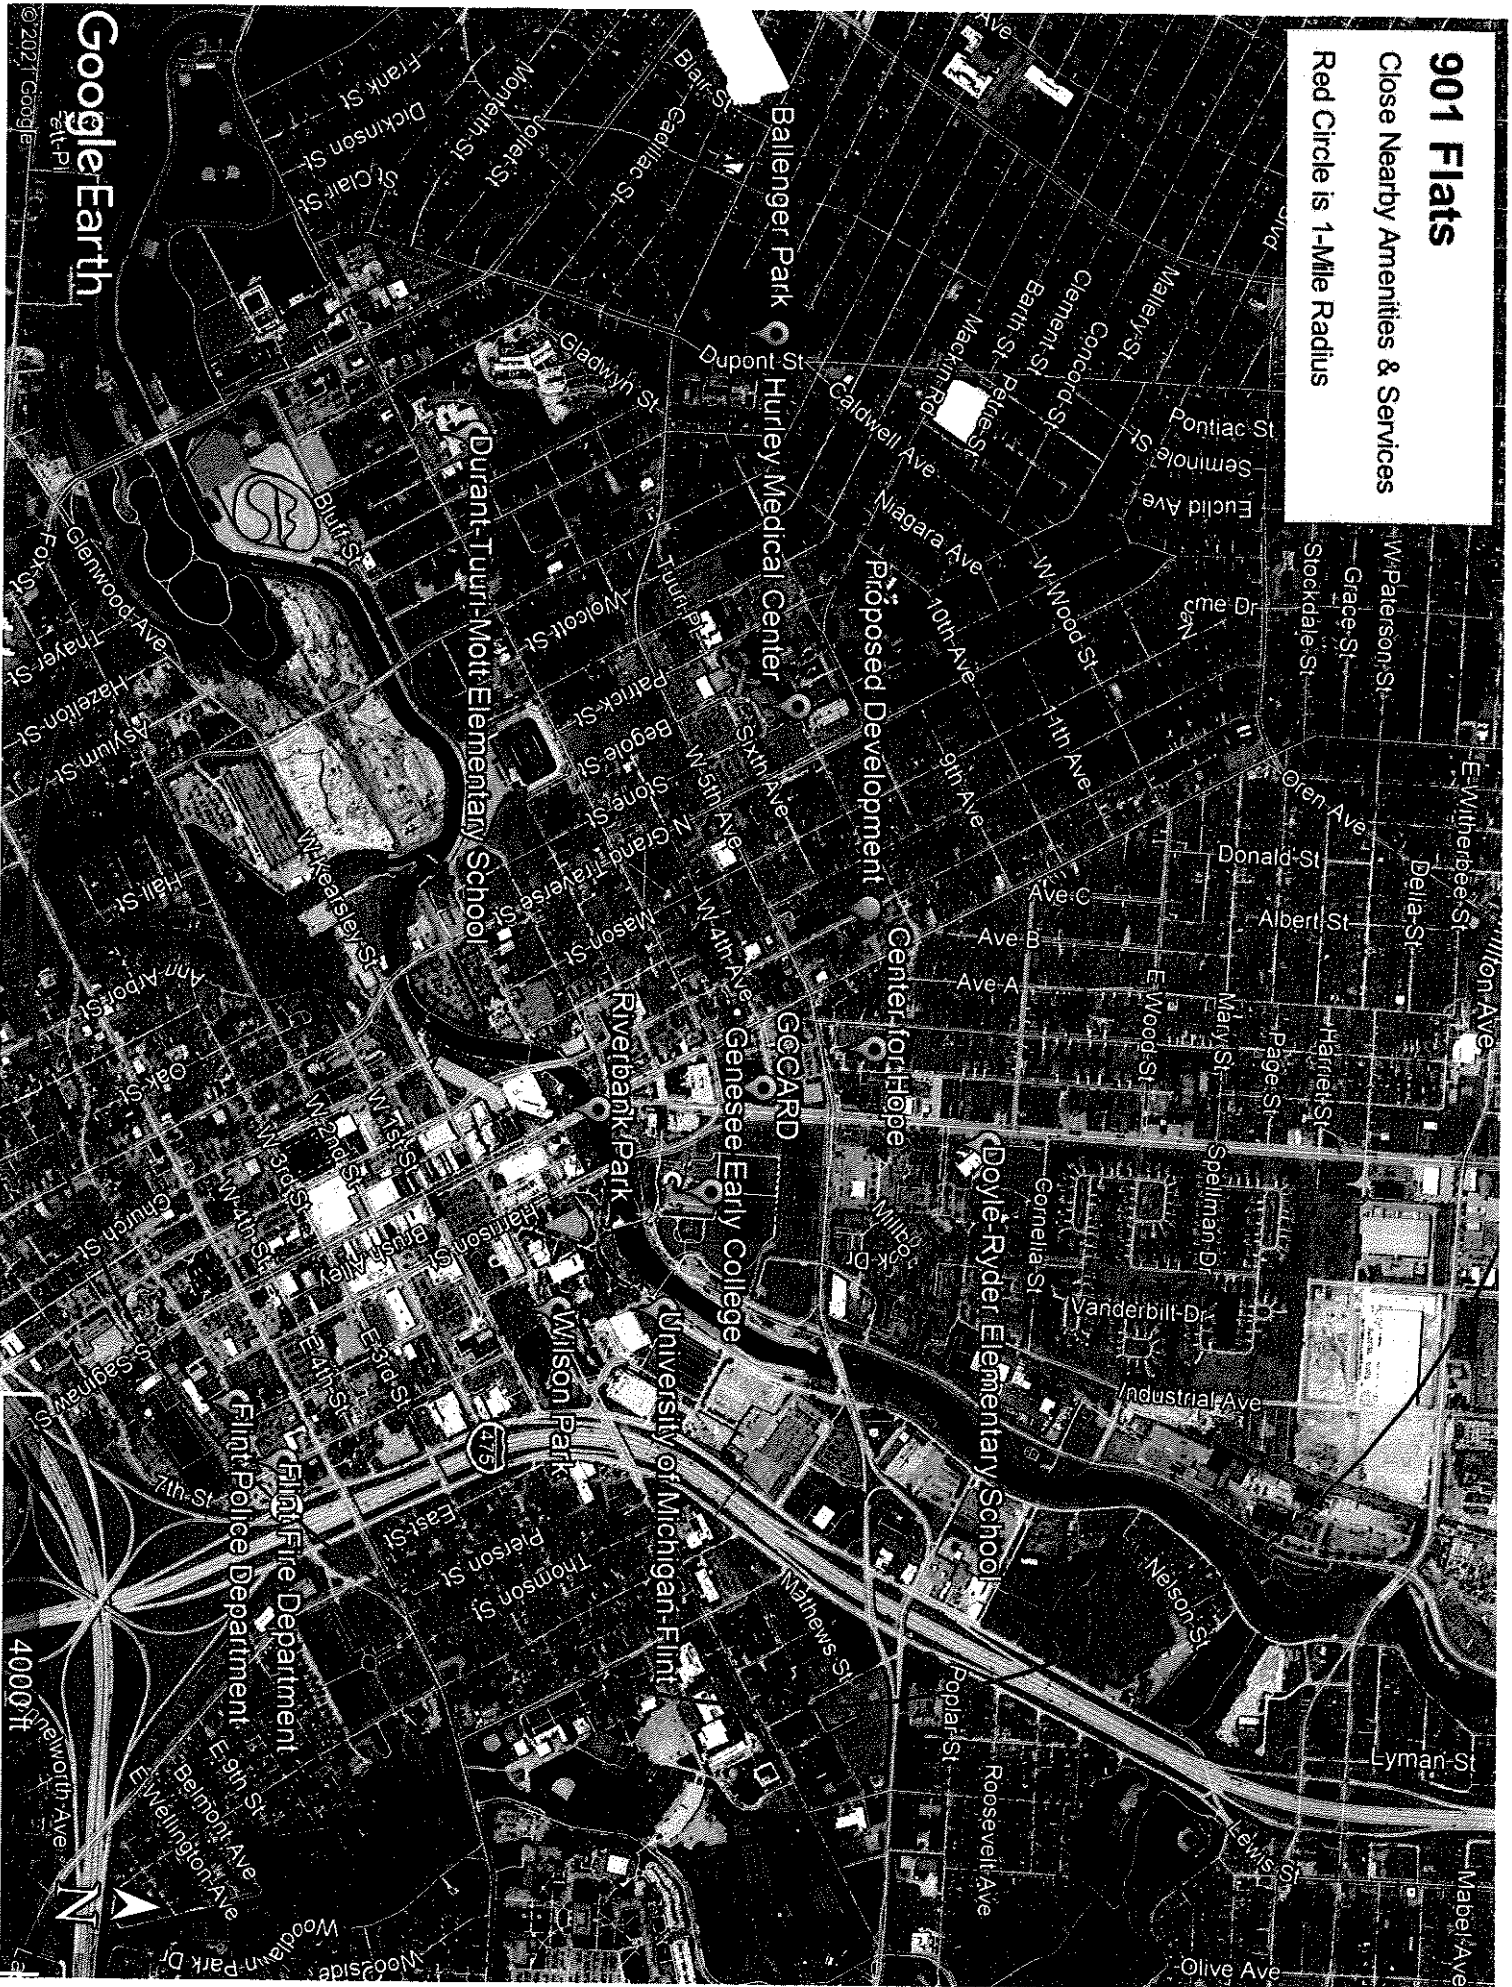 901 Flats
Close Nearby Amenities & Services
Red Circle is 1-Mile Radius
W Paterson St
Grace St
Stockdale St
E Witherbee St
Oren Ave
Donald St
Della St
Albert St
Harriet St
Page St
Mary St
Spellman Dr
Lyman St
Mabel Ave
Olive Ave
Lewis St
Blvd
Pontiac St
Seminole St
Euclid Ave
Mallery St
Concord St
Clement St
Barth St
Petrie St
Mackin Rd
W Wood St
11th Ave
10th Ave
9th Ave
Niagara Ave
Caldwell Ave
Dupont St
Ave C
Ave B
Ave A
E Wood St
Cornelia St
Vanderbilt Dr
Industrial Ave
Nelson St
Poplar St
Roosevelt Ave
Doyle-Ryder Elementary School
Proposed Development
Center for Hope
Ballenger Park
Hurley Medical Center
GCCARD
Genesee Early College
Mathews St
Blair St
Cadillac St
Joliet St
Monteith St
Dickinson St
Frank St
St Clair St
Gladwyn St
Sixth Ave
W 5th Ave
W 4th Ave
Wolcott St
Patrick St
Begole St
Stone St
N Grand Traverse St
Mason St
Riverbank Park
University of Michigan-Flint
Wilson Park
475
Durant-Tuuri-Mott Elementary School
Bluff St
W Kearsley St
W 1st St
W 2nd St
W 3rd St
W 4th St
Brush Alley
Harrison St
E 3rd St
E 4th St
Church St
S Saginaw S
Oak St
Ann Arbor St
Hall St
Asylum St
Hazelton St
Thayer St
Glenwood Ave
Fox St
East St
Pierson St
Thomson St
7th St
Flint Fire Department
Flint Police Department
E 9th St
Belmont Ave
E Wellington Ave
Woodlawn Park Dr
Woodside
Google Earth
© 2021 Google
4000 ft
N